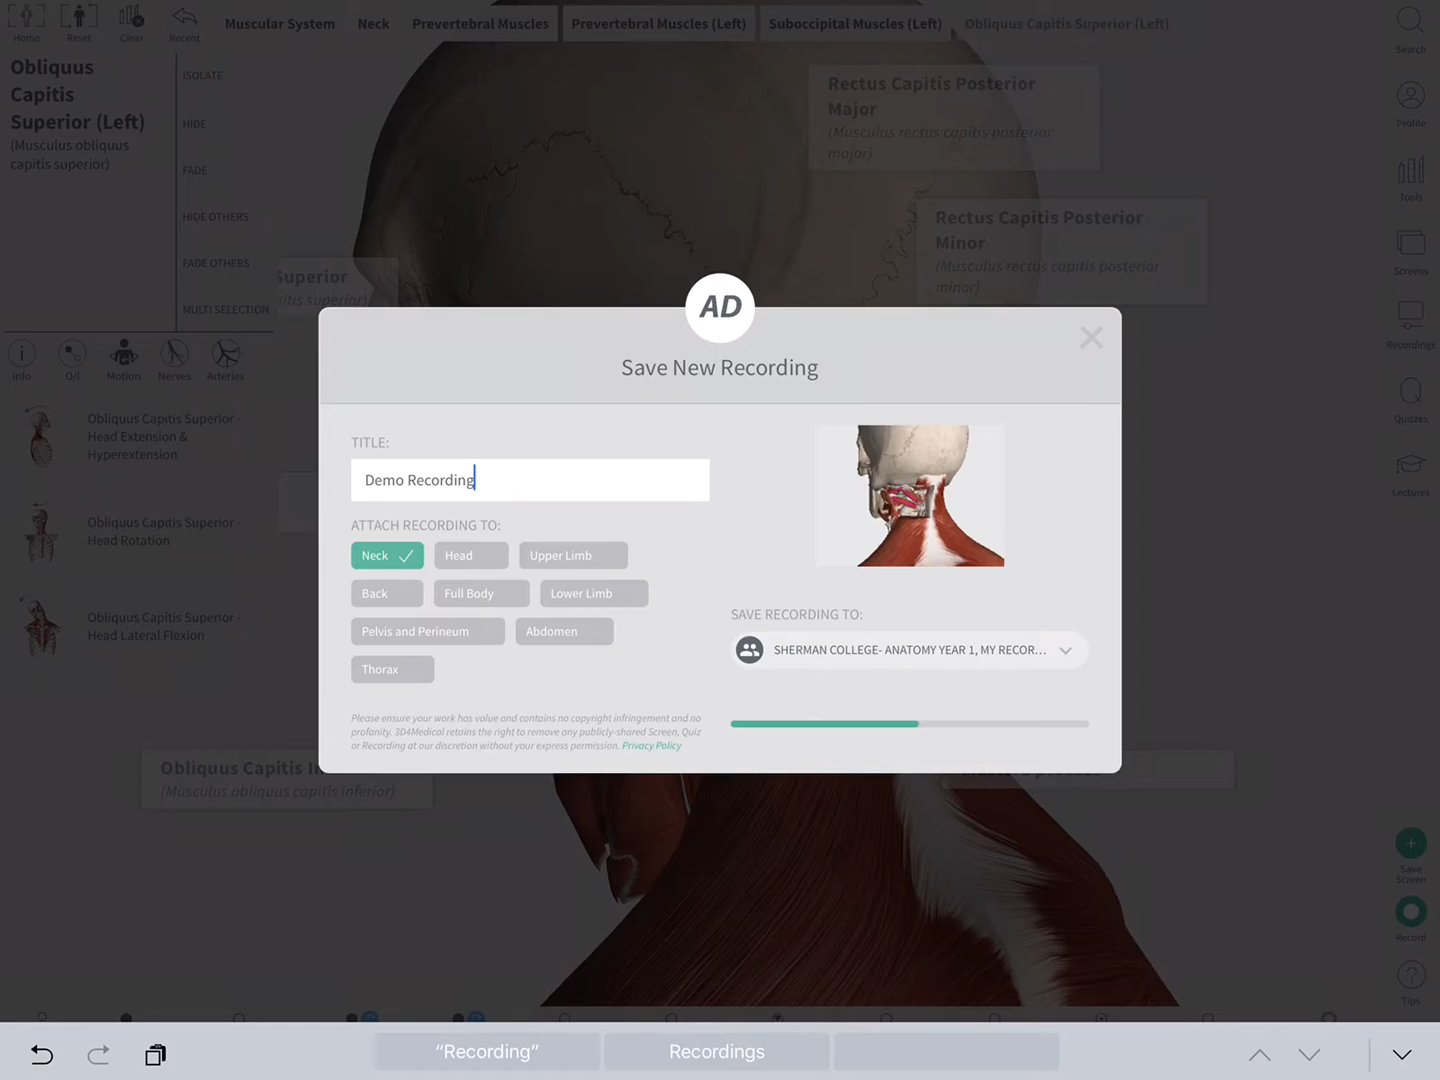 Home
Reset
Clear
Recent
Muscular System
Neck
Prevertebral Muscles
Prevertebral Muscles (Left)
Suboccipital Muscles (Left)
Obliquus Capitis Superior (Left)
Search
Obliquus
Capitis
Superior (Left)
(Musculus obliquus
capitis superior)
ISOLATE
HIDE
FADE
HIDE OTHERS
FADE OTHERS
MULTI SELECTION
Rectus Capitis Posterior
Major
(Musculus rectus capitis posterior
major)
Rectus Capitis Posterior
Minor
(Musculus rectus capitis posterior
minor)
Superior
capitis superior)
Profile
Tools
Screens
Recordings
Quizzes
Lectures
Info
O/I
Motion
Nerves
Arteries
Obliquus Capitis Superior -
Head Extension &
Hyperextension
Obliquus Capitis Superior -
Head Rotation
Obliquus Capitis Superior -
Head Lateral Flexion
AD
Save New Recording
TITLE:
Demo Recording
ATTACH RECORDING TO:
Neck
Head
Upper Limb
Back
Full Body
Lower Limb
Pelvis and Perineum
Abdomen
Thorax
SAVE RECORDING TO:
SHERMAN COLLEGE- ANATOMY YEAR 1, MY RECOR...
Please ensure your work has value and contains no copyright infringement and no
profanity. 3D4Medical retains the right to remove any publicly-shared Screen, Quiz
or Recording at our discretion without your express permission. Privacy Policy
Obliquus Capitis
(Musculus obliquus capitis inferior)
Save
Screen
Record
Tips
“Recording”
Recordings